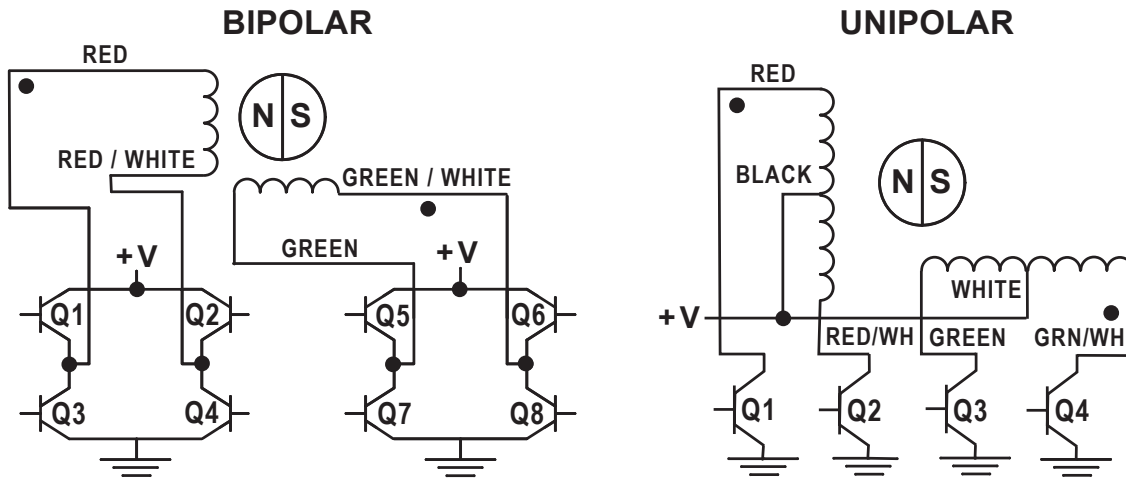 BIPOLAR
RED
N S
RED / WHITE
GREEN / WHITE
GREEN
+V
+V
Q1
Q2
Q5
Q6
Q3
Q4
Q7
Q8
UNIPOLAR
RED
BLACK
N S
WHITE
+V
RED/WH
GREEN
GRN/WH
Q1
Q2
Q3
Q4